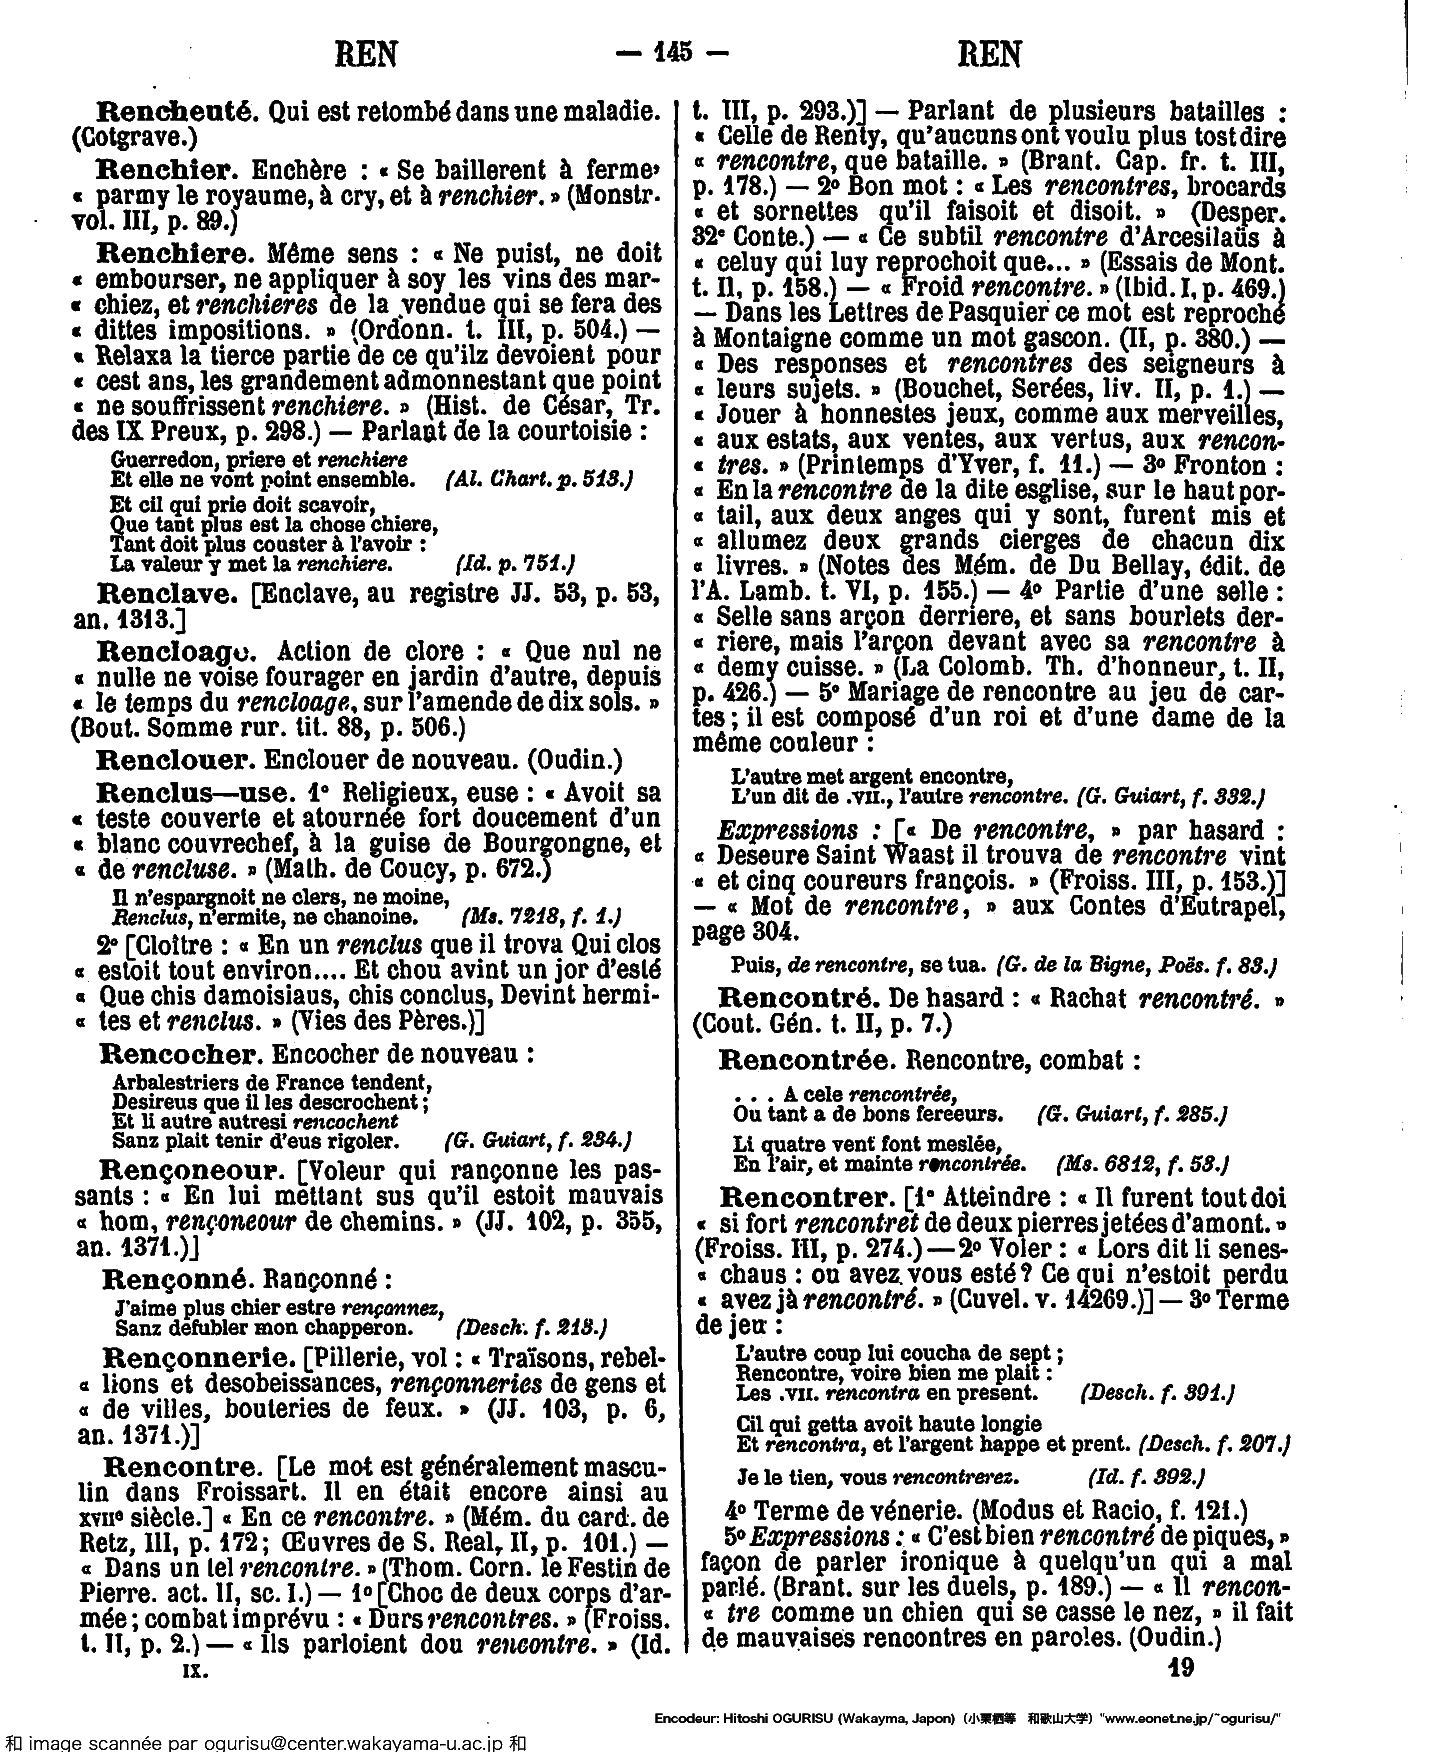 REN
— 145 —
REN
Renchenté. Qui est retombé dans une maladie.
(Cotgrave.)
Renchier. Enchère : « Se baillerent à ferme,
« parmy le royaume, à cry, et à renchier. » (Monstr.
vol. III, p. 89.)
Renchiere. Même sens : « Ne puist, ne doit
« embourser, ne appliquer à soy les vins des mar-
« chiez, et renchieres de la vendue qui se fera des
« dittes impositions. » (Ordonn. t. III, p. 504.) —
« Relaxa la tierce partie de ce qu'ilz devoient pour
« cest ans, les grandement admonnestant que point
« ne souffrissent renchiere. » (Hist. de César, Tr.
des IX Preux, p. 298.) — Parlant de la courtoisie :
Guerredon, priere et renchiere
Et elle ne vont point ensemble. (Al. Chart. p. 513.)
Et cil qui prie doit scavoir,
Que tant plus est la chose chiere,
Tant doit plus couster à l'avoir :
La valeur y met la renchiere. (Id. p. 751.)
Renclave. [Enclave, au registre JJ. 53, p. 53,
an. 1313.]
Rencloage. Action de clore : « Que nul ne
« nulle ne voise fourager en jardin d'autre, depuis
« le temps du rencloage, sur l'amende de dix sols. »
(Bout. Somme rur. tit. 88, p. 506.)
Renclouer. Enclouer de nouveau. (Oudin.)
Renclus—use. 1º Religieux, euse : « Avoit sa
« teste couverte et atournée fort doucement d'un
« blanc couvrechef, à la guise de Bourgongne, et
« de rencluse. » (Math. de Coucy, p. 672.)
Il n'espargnoit ne clers, ne moine,
Renclus, n'ermite, ne chanoine. (Ms. 7218, f. 1.)
2º [Cloître : « En un renclus que il trova Qui clos
« estoit tout environ.... Et chou avint un jor d'esté
« Que chis damoisiaus, chis conclus, Devint hermi-
« tes et renclus. » (Vies des Pères.)]
Rencocher. Encocher de nouveau :
Arbalestriers de France tendent,
Desireus que il les descrochent ;
Et li autre autresi rencochent
Sanz plait tenir d'eus rigoler. (G. Guiart, f. 234.)
Rençoneour. [Voleur qui rançonne les pas-
sants : « En lui mettant sus qu'il estoit mauvais
« hom, rençoneour de chemins. » (JJ. 102, p. 355,
an. 1371.)]
Rençonné. Rançonné :
J'aime plus chier estre rençonnez,
Sanz defubler mon chapperon. (Desch. f. 213.)
Rençonnerie. [Pillerie, vol : « Traïsons, rebel-
« lions et desobeissances, rençonneries de gens et
« de villes, bouteries de feux. » (JJ. 103, p. 6,
an. 1371.)]
Rencontre. [Le mot est généralement mascu-
lin dans Froissart. Il en était encore ainsi au
XVIIe siècle.] « En ce rencontre. » (Mém. du card. de
Retz, III, p. 172 ; Œuvres de S. Real, II, p. 101.) —
« Dans un tel rencontre. » (Thom. Corn. le Festin de
Pierre. act. II, sc. I.) — 1º [Choc de deux corps d'ar-
mée ; combat imprévu : « Durs rencontres. » (Froiss.
t. II, p. 2.) — « Ils parloient dou rencontre. » (Id.
IX.
t. III, p. 293.)] — Parlant de plusieurs batailles :
« Celle de Renty, qu'aucuns ont voulu plus tost dire
« rencontre, que bataille. » (Brant. Cap. fr. t. III,
p. 178.) — 2º Bon mot : « Les rencontres, brocards
« et sornettes qu'il faisoit et disoit. » (Desper.
32e Conte.) — « Ce subtil rencontre d'Arcesilaüs à
« celuy qui luy reprochoit que... » (Essais de Mont.
t. II, p. 158.) — « Froid rencontre. » (Ibid. I, p. 469.)
— Dans les Lettres de Pasquier ce mot est reproché
à Montaigne comme un mot gascon. (II, p. 380.) —
« Des responses et rencontres des seigneurs à
« leurs sujets. » (Bouchet, Serées, liv. II, p. 1.) —
« Jouer à honnestes jeux, comme aux merveilles,
« aux estats, aux ventes, aux vertus, aux rencon-
« tres. » (Printemps d'Yver, f. 11.) — 3º Fronton :
« En la rencontre de la dite esglise, sur le haut por-
« tail, aux deux anges qui y sont, furent mis et
« allumez deux grands cierges de chacun dix
« livres. » (Notes des Mém. de Du Bellay, édit. de
l'A. Lamb. t. VI, p. 155.) — 4º Partie d'une selle :
« Selle sans arçon derriere, et sans bourlets der-
« riere, mais l'arçon devant avec sa rencontre à
« demy cuisse. » (La Colomb. Th. d'honneur, t. II,
p. 426.) — 5º Mariage de rencontre au jeu de car-
tes ; il est composé d'un roi et d'une dame de la
même couleur :
L'autre met argent encontre,
L'un dit de .VII., l'autre rencontre. (G. Guiart, f. 332.)
Expressions : [« De rencontre, » par hasard :
« Deseure Saint Waast il trouva de rencontre vint
« et cinq coureurs françois. » (Froiss. III, p. 153.)]
— « Mot de rencontre, » aux Contes d'Eutrapel,
page 304.
Puis, de rencontre, se tua. (G. de la Bigne, Poës. f. 83.)
Rencontré. De hasard : « Rachat rencontré. »
(Cout. Gén. t. II, p. 7.)
Rencontrée. Rencontre, combat :
. . . A cele rencontrée,
Ou tant a de bons fereeurs. (G. Guiart, f. 285.)
Li quatre vent font meslée,
En l'air, et mainte rencontrée. (Ms. 6812, f. 53.)
Rencontrer. [1º Atteindre : « Il furent tout doi
« si fort rencontret de deux pierres jetées d'amont. »
(Froiss. III, p. 274.) — 2º Voler : « Lors dit li senes-
« chaus : ou avez vous esté ? Ce qui n'estoit perdu
« avez jà rencontré. » (Cuvel. v. 14269.)] — 3º Terme
de jeu :
L'autre coup lui coucha de sept ;
Rencontre, voire bien me plait :
Les .VII. rencontra en present. (Desch. f. 391.)
Cil qui getta avoit haute longie
Et rencontra, et l'argent happe et prent. (Desch. f. 207.)
Je le tien, vous rencontrerez. (Id. f. 392.)
4º Terme de vénerie. (Modus et Racio, f. 121.)
5º Expressions : « C'est bien rencontré de piques, »
façon de parler ironique à quelqu'un qui a mal
parlé. (Brant. sur les duels, p. 189.) — « Il rencon-
« tre comme un chien qui se casse le nez, » il fait
de mauvaises rencontres en paroles. (Oudin.)
19
Encodeur: Hitoshi OGURISU (Wakayma, Japon) (小栗栖等 和歌山大学) "www.eonet.ne.jp/~ogurisu/"
和 image scannée par ogurisu@center.wakayama-u.ac.jp 和